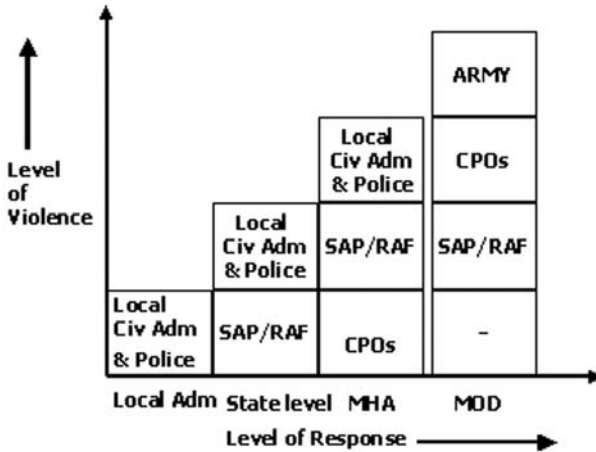 Level
of
Violence
ARMY
Local
Civ Adm
& Police
CPOs
Local
Civ Adm
& Police
SAP/RAF
SAP/RAF
Local
Civ Adm
& Police
SAP/RAF
CPOs
-
Local Adm State level MHA MOD
Level of Response